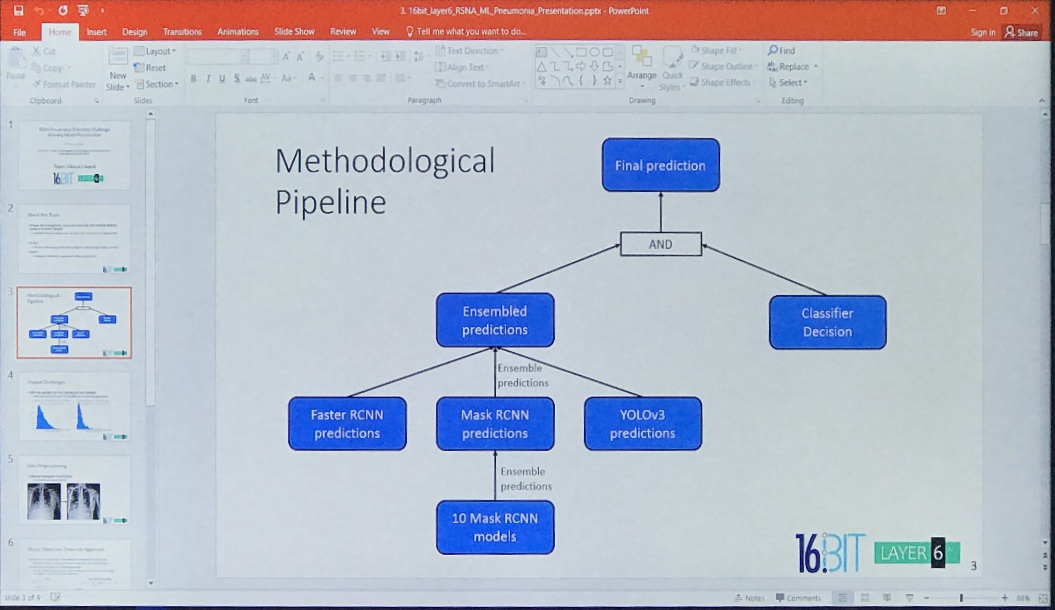 3. 16bit_layer6_RSNA_ML_Pneumonia_Presentation.pptx - PowerPoint
File Home Insert Design Transitions Animations Slide Show Review View Tell me what you want to do... Sign in Share
Paste
Cut
Copy
Format Painter
Clipboard
New Slide
Layout
Reset
Section
Slides
B I U S abc AV Aa A
Font
Text Direction
Align Text
Convert to SmartArt
Paragraph
Arrange
Quick Styles
Shape Fill
Shape Outline
Shape Effects
Drawing
Find
Replace
Select
Editing
1
2
About the Team
3
4
5
Data Preprocessing
6
Methodological
Pipeline
Final prediction
AND
Ensembled
predictions
Classifier
Decision
Ensemble
predictions
Faster RCNN
predictions
Mask RCNN
predictions
YOLOv3
predictions
Ensemble
predictions
10 Mask RCNN
models
16 BIT LAYER 6
3
Slide 3 of 9
Notes Comments